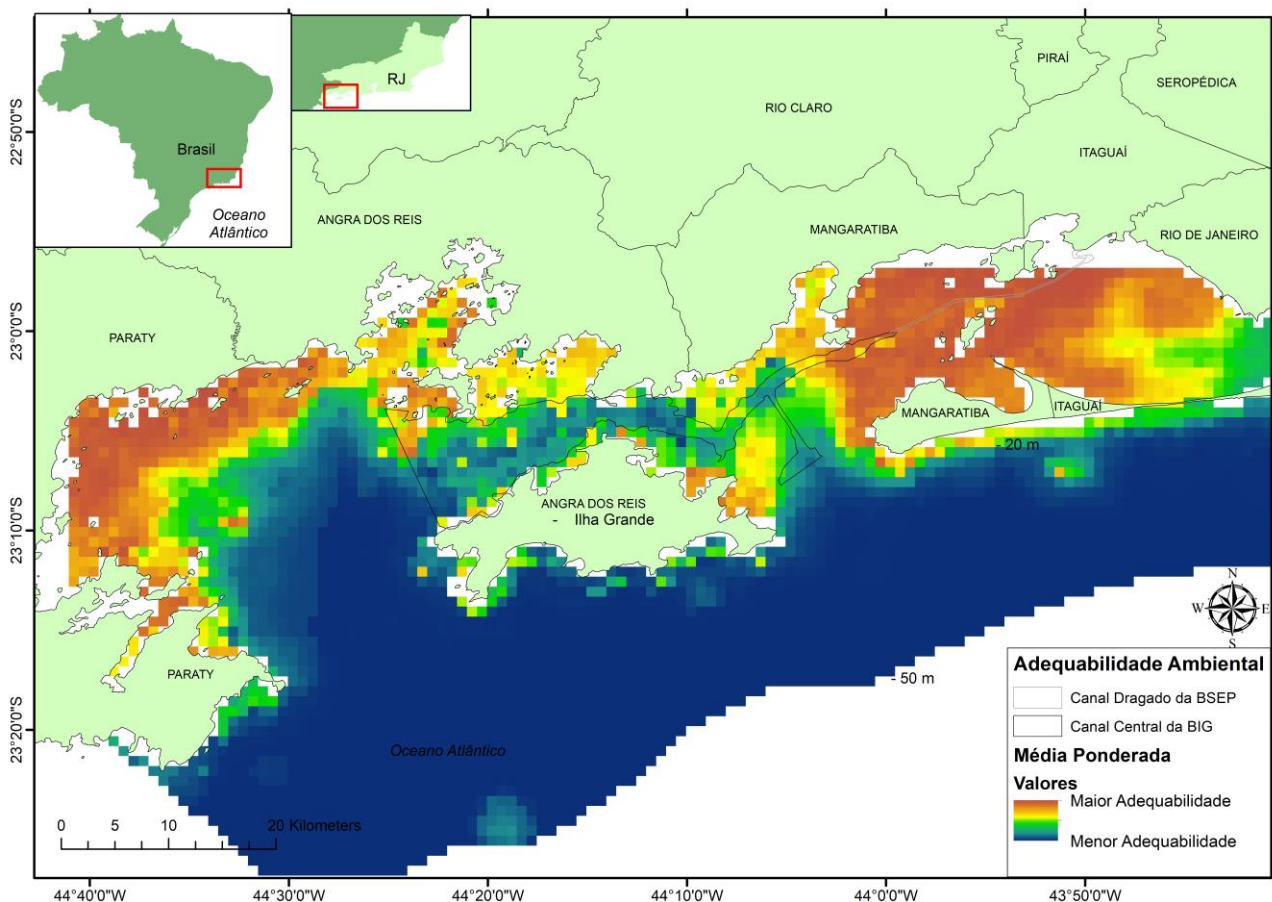 Brasil
Oceano
Atlântico
RJ
PIRAÍ
SEROPÉDICA
RIO CLARO
ITAGUAÍ
ANGRA DOS REIS
MANGARATIBA
RIO DE JANEIRO
PARATY
MANGARATIBA
ITAGUAÍ
- 20 m
ANGRA DOS REIS
- Ilha Grande
PARATY
- 50 m
Oceano Atlântico
0 5 10 20 Kilometers
N
W E
S
Adequabilidade Ambiental
Canal Dragado da BSEP
Canal Central da BIG
Média Ponderada
Valores
Maior Adequabilidade
Menor Adequabilidade
22°50'0"S
23°0'0"S
23°10'0"S
23°20'0"S
44°40'0"W 44°30'0"W 44°20'0"W 44°10'0"W 44°0'0"W 43°50'0"W